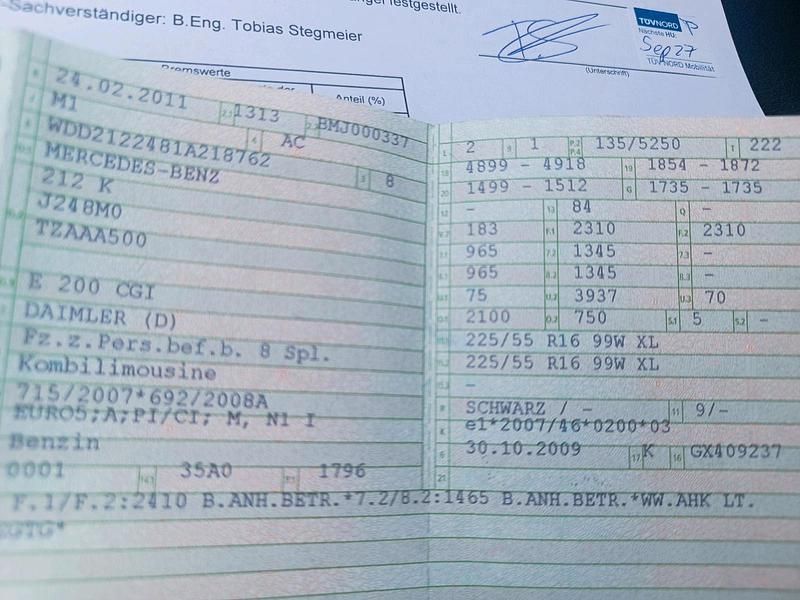 -Sachverständiger: B.Eng. Tobias Stegmeier
festgestellt.
TÜVNORD
Nächste HU:
Sep 27
TÜV NORD Mobilität
(Unterschrift)
Bremswerte
Anteil (%)
24.02.2011 1313 BMJ000337
M1 AC
WDD2122481A218762
MERCEDES-BENZ 8
212 K
J248M0
TZAAA500
E 200 CGI
DAIMLER (D)
Fz.z.Pers.bef.b. 8 Spl.
Kombilimousine
715/2007*692/2008A
EURO5;A;PI/CI; M, N1 I
Benzin
0001 35A0 1796
2 1 135/5250 222
4899 - 4918 1854 - 1872
1499 - 1512 1735 - 1735
- 84 -
183 2310 2310
965 1345 -
965 1345 -
75 3937 70
2100 750 5 -
225/55 R16 99W XL
225/55 R16 99W XL
-
SCHWARZ / - 9/-
e1*2007/46*0200*03
30.10.2009 K GX409237
F.1/F.2:2410 B.ANH.BETR.*7.2/8.2:1465 B.ANH.BETR.*WW.AHK LT.
EGTG*